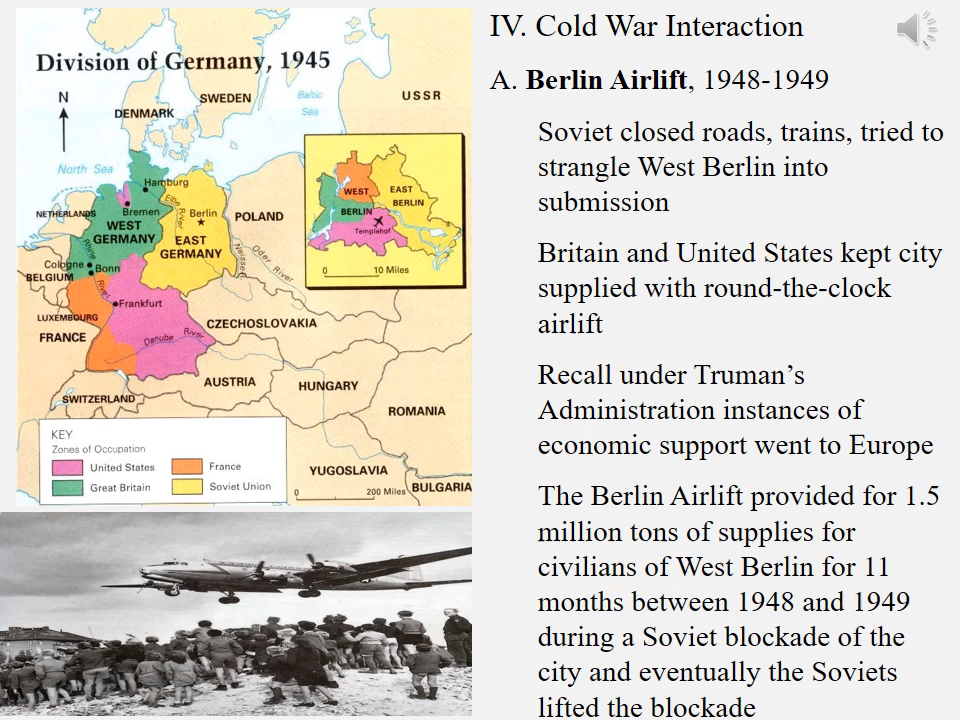 IV. Cold War Interaction
A. Berlin Airlift, 1948-1949
Soviet closed roads, trains, tried to
strangle West Berlin into
submission
Britain and United States kept city
supplied with round-the-clock
airlift
Recall under Truman’s
Administration instances of
economic support went to Europe
The Berlin Airlift provided for 1.5
million tons of supplies for
civilians of West Berlin for 11
months between 1948 and 1949
during a Soviet blockade of the
city and eventually the Soviets
lifted the blockade
Division of Germany, 1945
N
SWEDEN
Baltic
Sea
USSR
DENMARK
North Sea
Hamburg
NETHERLANDS
Bremen
Elbe River
Berlin
POLAND
WEST
GERMANY
EAST
GERMANY
Cologne
Bonn
BELGIUM
Rhine
River
Neisse
Oder River
Frankfurt
LUXEMBOURG
FRANCE
CZECHOSLOVAKIA
Danube River
AUSTRIA
HUNGARY
SWITZERLAND
ROMANIA
YUGOSLAVIA
BULGARIA
WEST
BERLIN
EAST
BERLIN
Templehof
0 10 Miles
KEY
Zones of Occupation
United States
France
Great Britain
Soviet Union
0 200 Miles